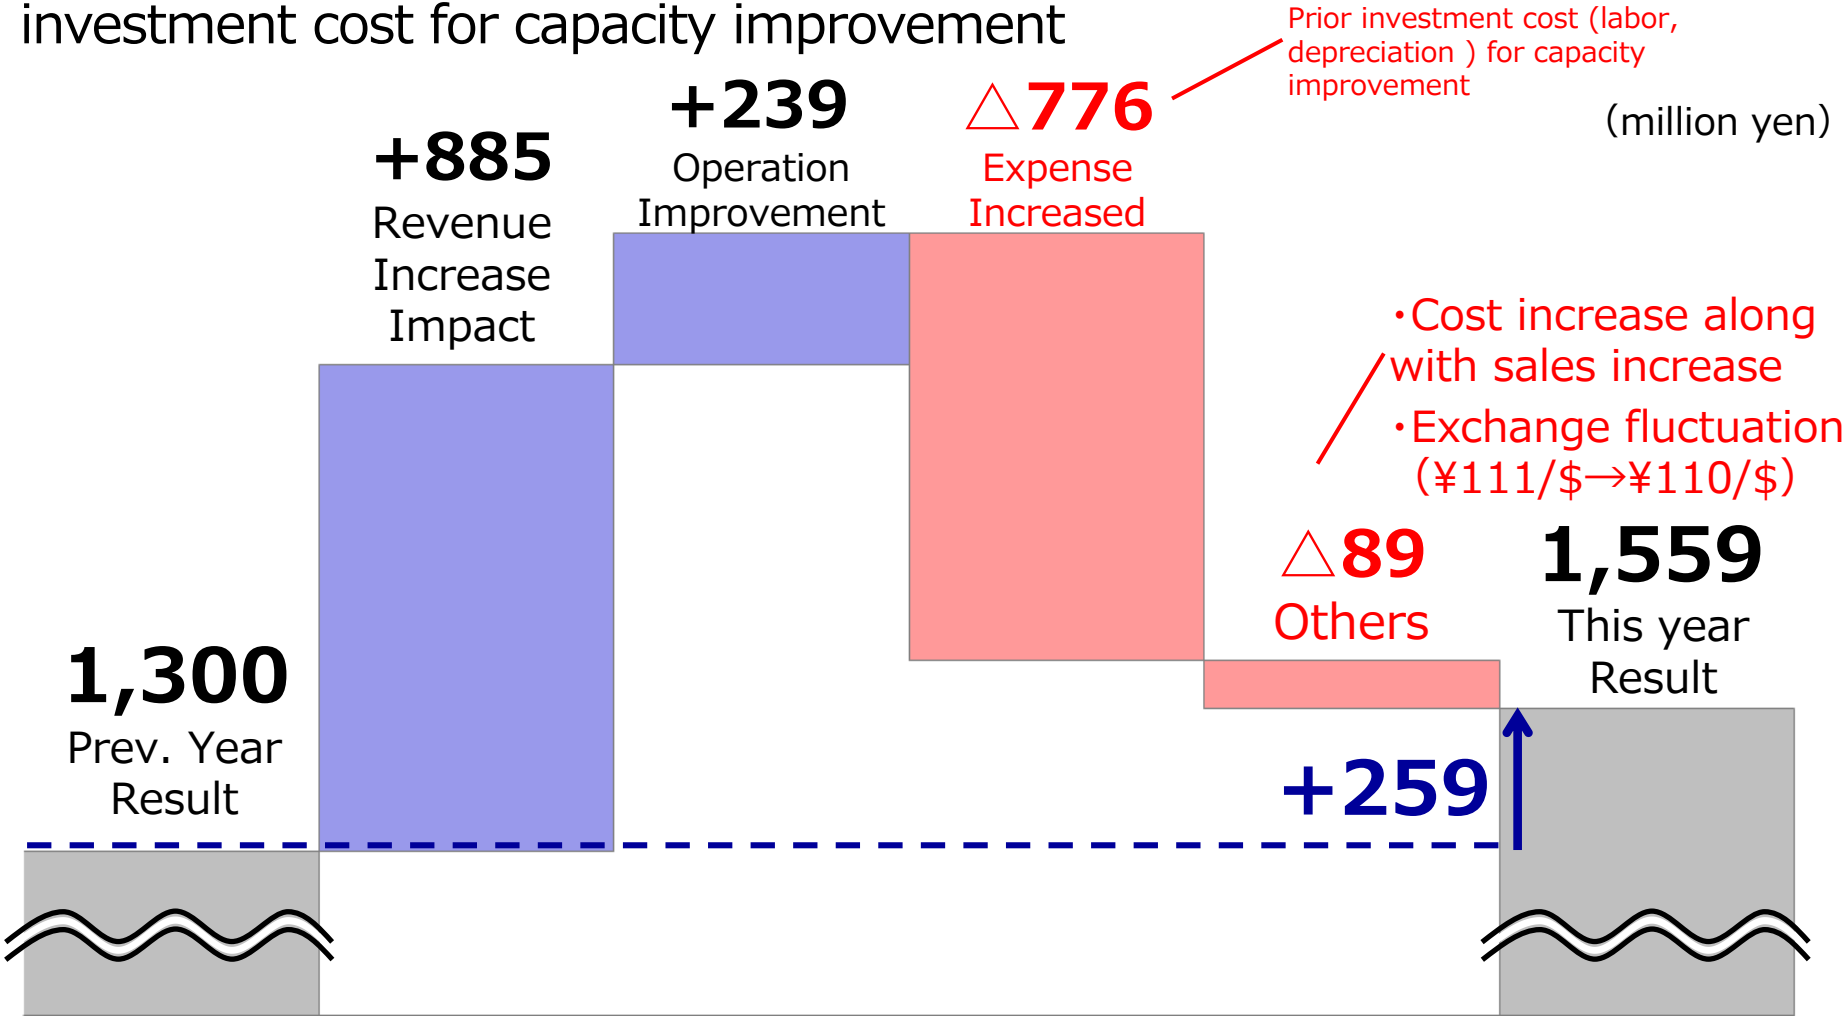 investment cost for capacity improvement
Prior investment cost (labor,
depreciation ) for capacity
improvement
（million yen）
+885
Revenue
Increase
Impact
+239
Operation
Improvement
△776
Expense
Increased
・Cost increase along
with sales increase
・Exchange fluctuation
（¥111/$→¥110/$）
△89
Others
1,559
This year
Result
1,300
Prev. Year
Result
+259